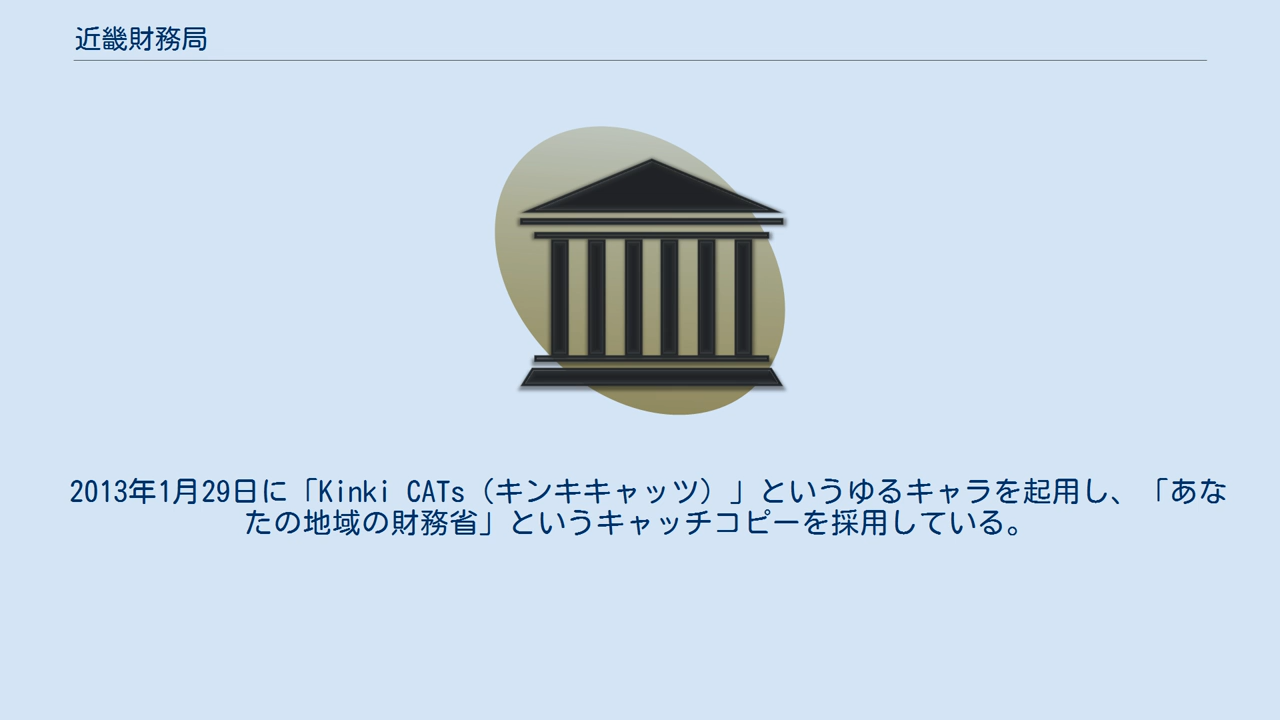 近畿財務局
2013年1月29日に「Kinki CATs（キンキキャッツ）」というゆるキャラを起用し、「あな
たの地域の財務省」というキャッチコピーを採用している。